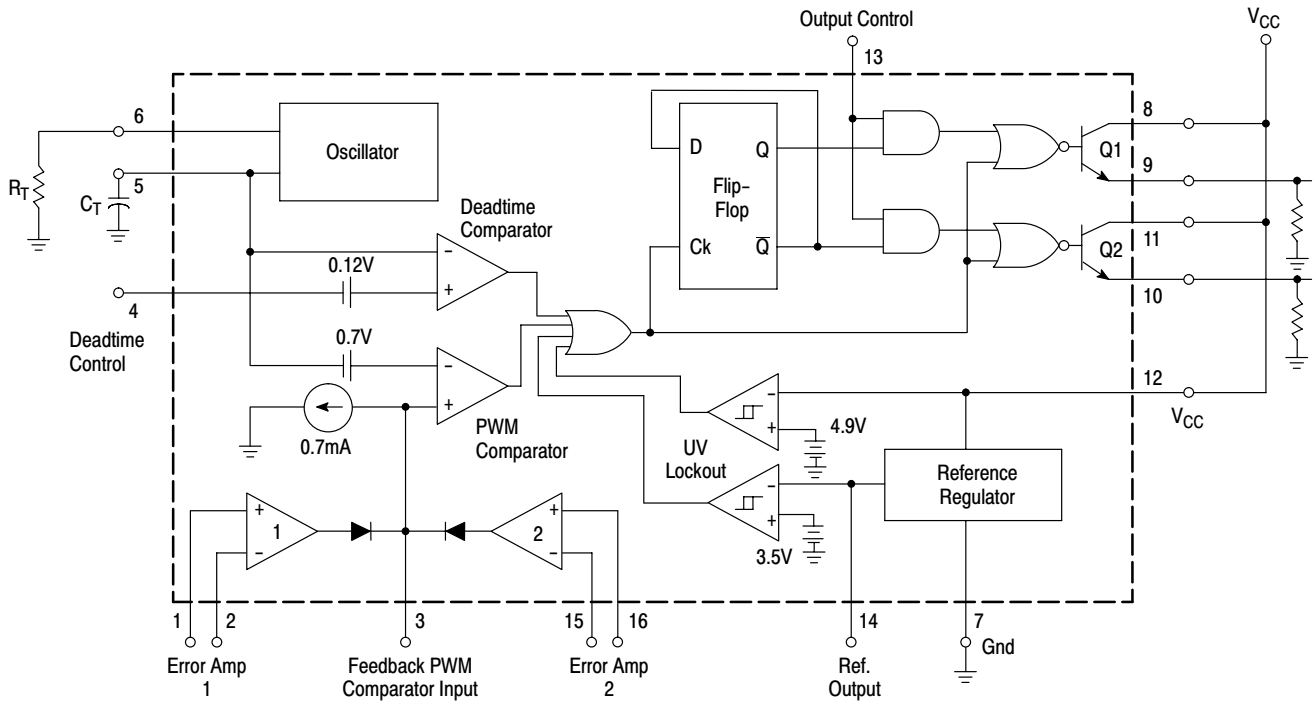 Output Control
VCC
13
6
8
Oscillator
D
Q
Q1
RT
5
9
CT
Flip-
Flop
Deadtime
Comparator
11
Ck
Q
Q2
0.12V
10
4
Deadtime
Control
0.7V
12
VCC
PWM
Comparator
0.7mA
UV
Lockout
4.9V
Reference
Regulator
1
2
3.5V
1
2
3
15
16
14
7
Gnd
Error Amp
1
Feedback PWM
Comparator Input
Error Amp
2
Ref.
Output